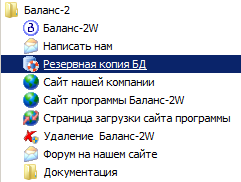 Баланс-2
Баланс-2W
Написать нам
Резервная копия БД
Сайт нашей компании
Сайт программы Баланс-2W
Страница загрузки сайта программы
Удаление Баланс-2W
Форум на нашем сайте
Документация